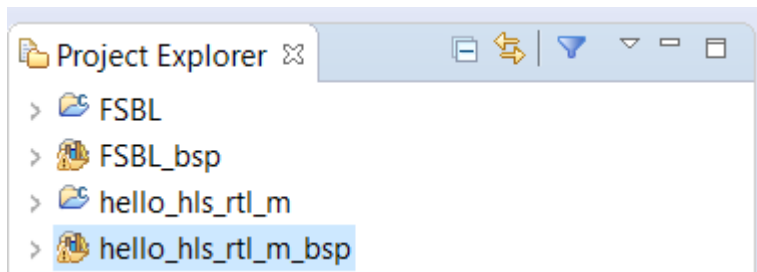 Project Explorer
FSBL
FSBL_bsp
hello_hls_rtl_m
hello_hls_rtl_m_bsp